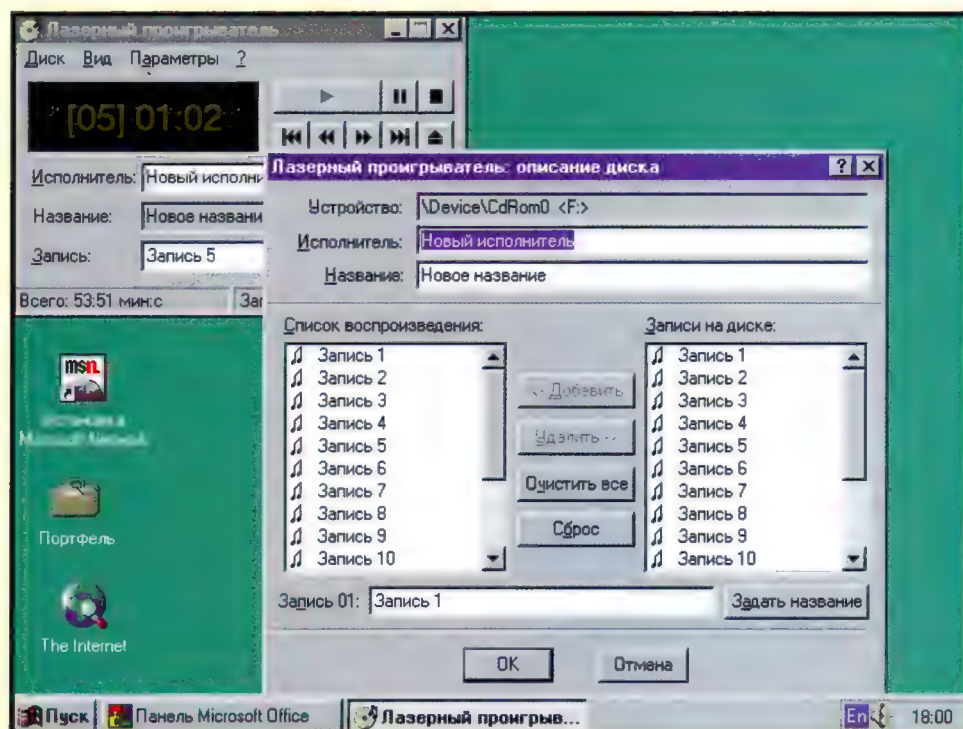 Лазерный проигрыватель
Диск Вид Параметры ?
[05] 01:02
Исполнитель: Новый исполни
Название: Новое названи
Запись: Запись 5
Всего: 53:51 мин:с Зап
Лазерный проигрыватель: описание диска
Устройство: \Device\CdRom0 <F:>
Исполнитель: Новый исполнитель
Название: Новое название
Список воспроизведения:
Запись 1
Запись 2
Запись 3
Запись 4
Запись 5
Запись 6
Запись 7
Запись 8
Запись 9
Запись 10
<- Добавить
Удалить ->
Очистить все
Сброс
Записи на диске:
Запись 1
Запись 2
Запись 3
Запись 4
Запись 5
Запись 6
Запись 7
Запись 8
Запись 9
Запись 10
Запись 01: Запись 1 Задать название
OK Отмена
msn
Microsoft Network
Портфель
The Internet
Пуск Панель Microsoft Office Лазерный проигрыв... En 18:00